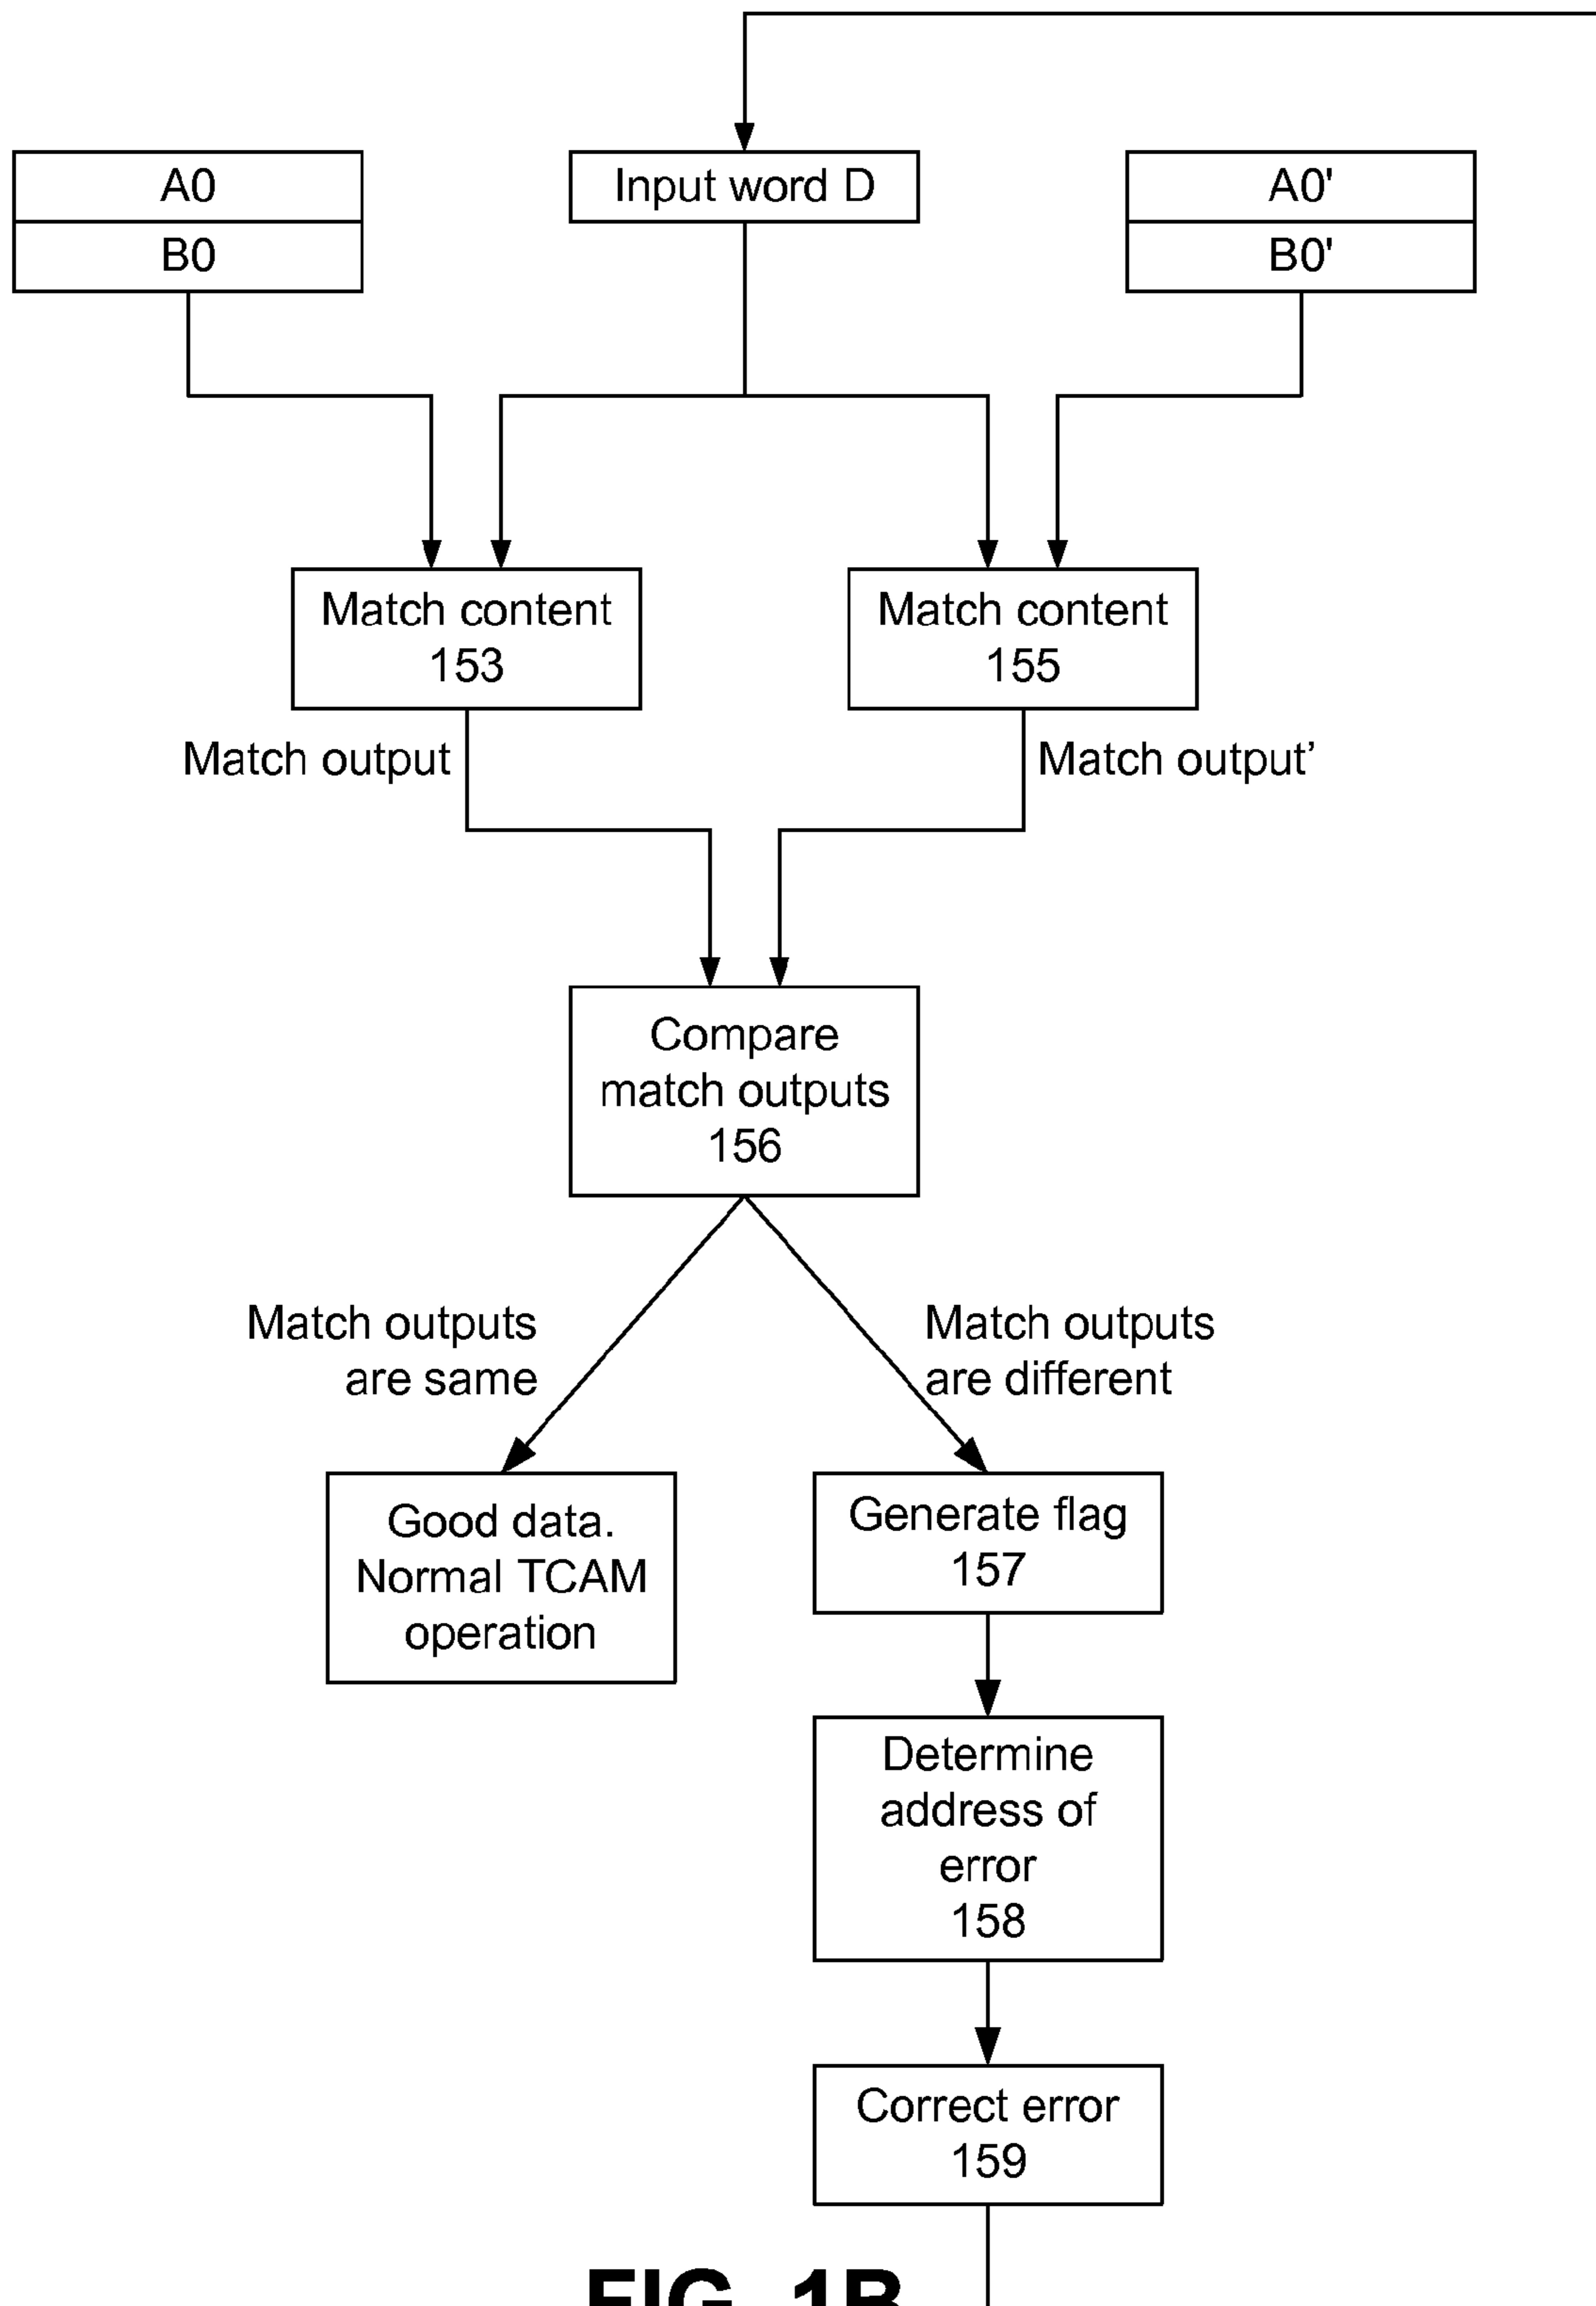 A0
B0
Input word D
A0'
B0'
Match content
153
Match content
155
Match output
Match output’
Compare
match outputs
156
Match outputs
are same
Match outputs
are different
Good data.
Normal TCAM
operation
Generate flag
157
Determine
address of
error
158
Correct error
159
FIG. 1B